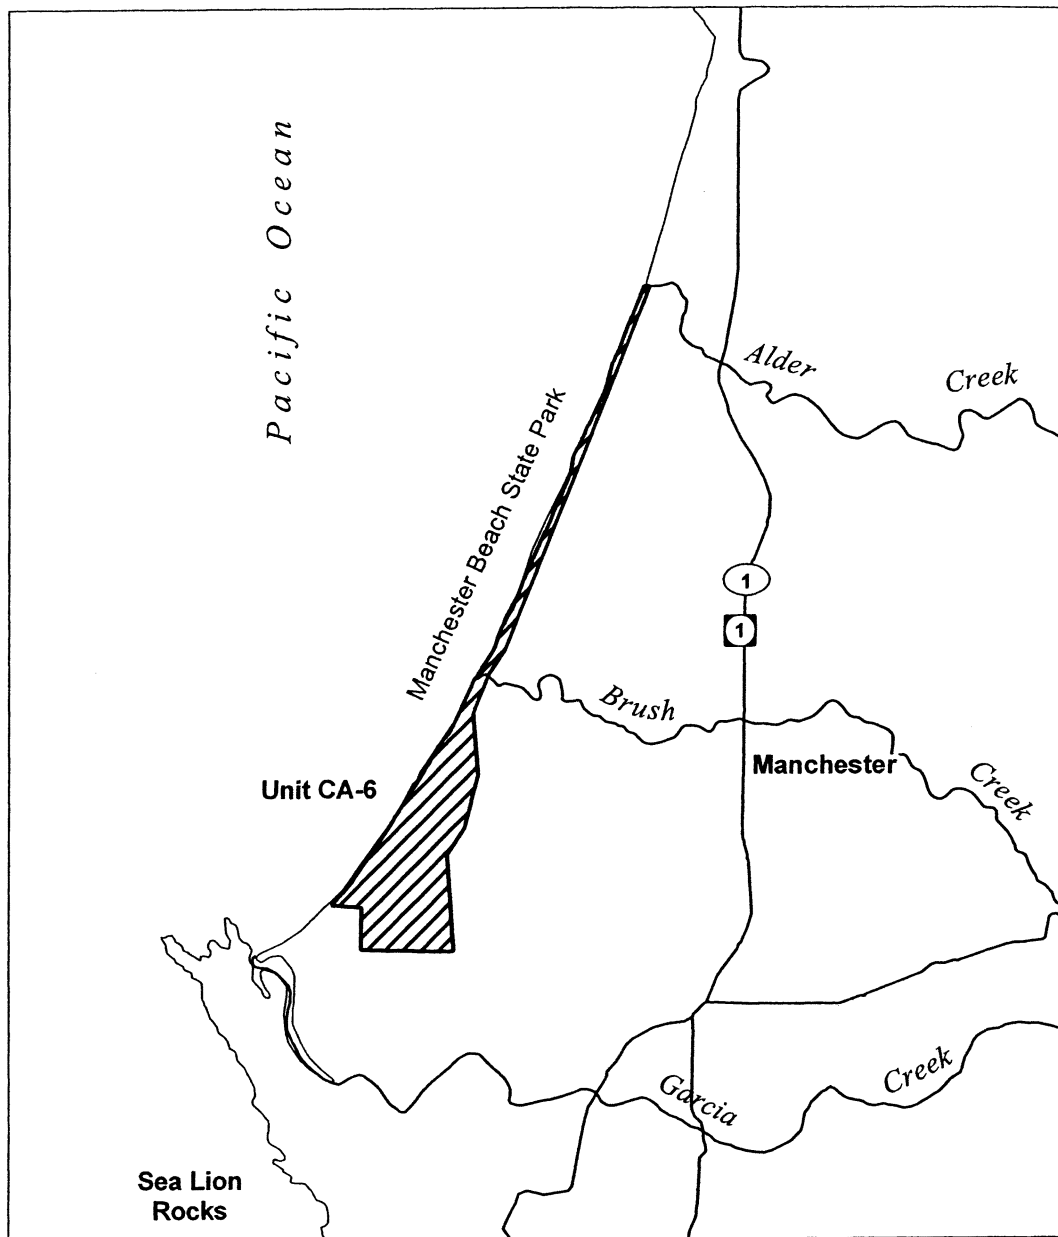 Pacific Ocean
Alder
Creek
Manchester Beach State Park
1
1
Brush
Manchester
Creek
Unit CA-6
Garcia
Creek
Sea Lion
Rocks